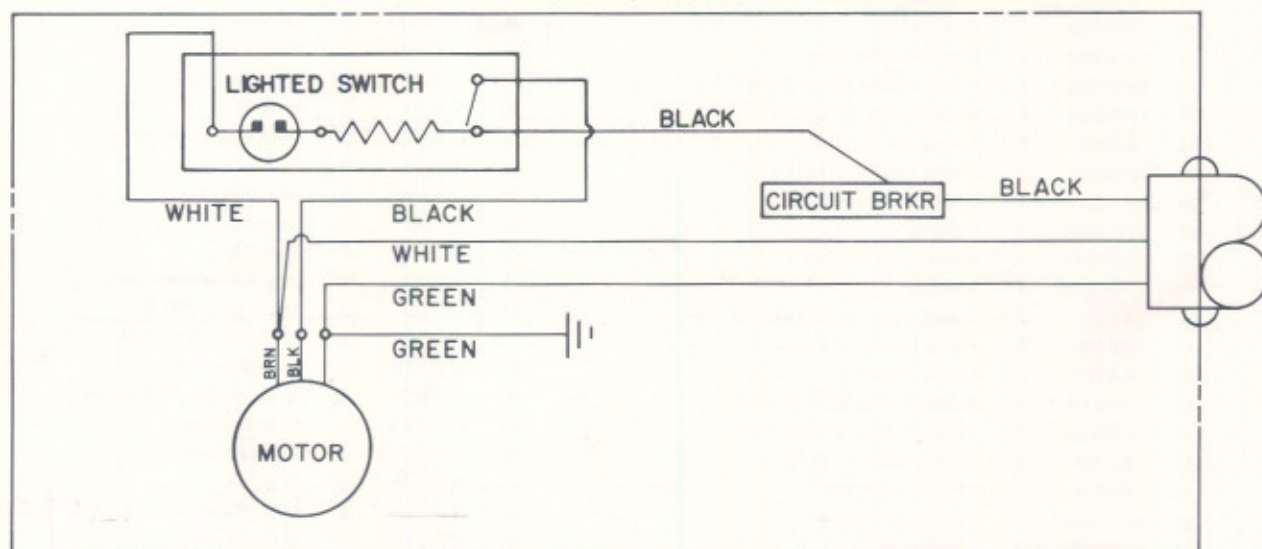 LIGHTED SWITCH
BLACK
CIRCUIT BRKR
BLACK
WHITE
BLACK
WHITE
GREEN
GREEN
BRN
BLK
MOTOR